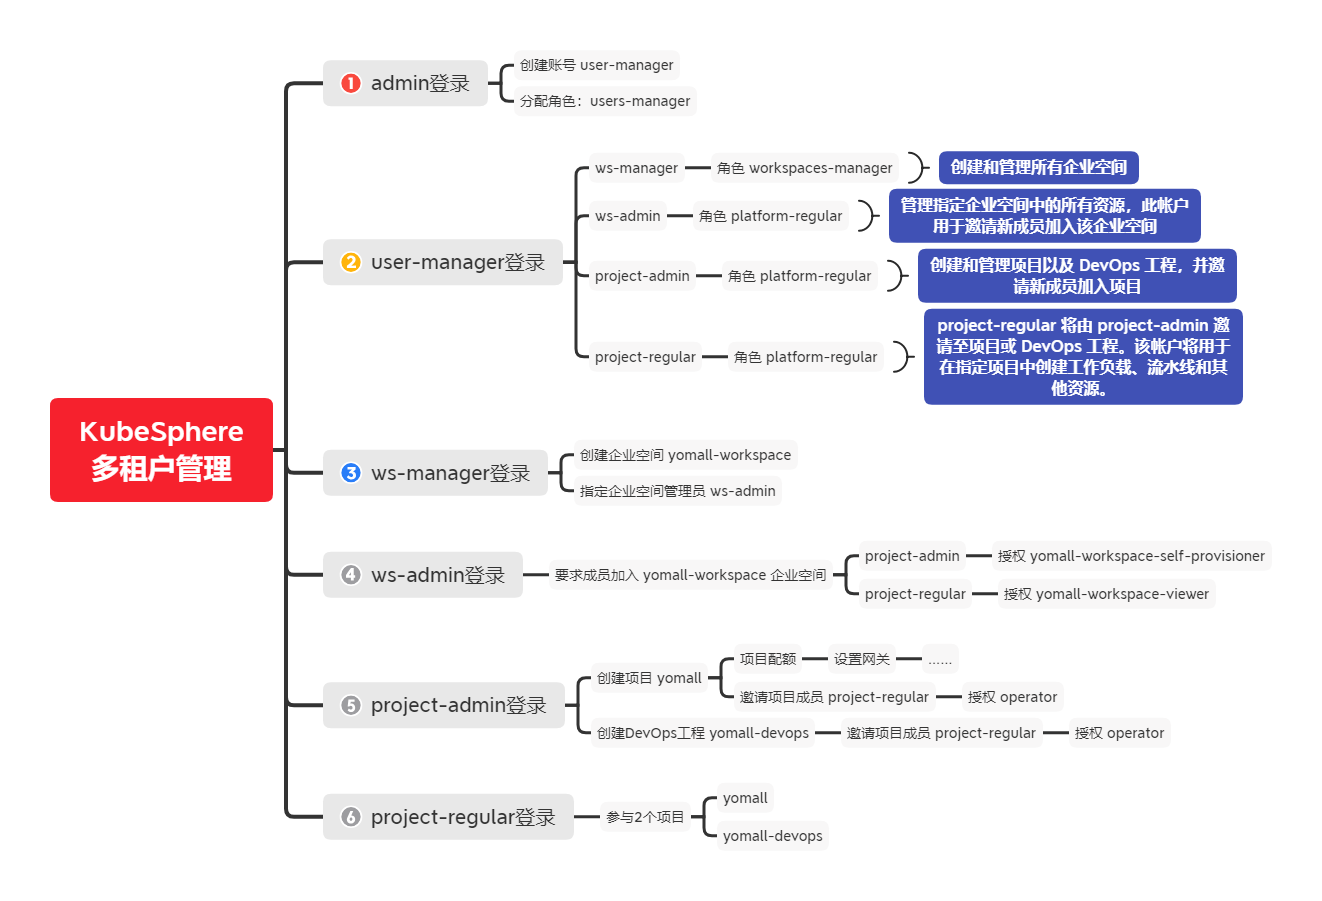 KubeSphere
多租户管理
1 admin登录
创建账号 user-manager
分配角色：users-manager
2 user-manager登录
ws-manager
角色 workspaces-manager
创建和管理所有企业空间
ws-admin
角色 platform-regular
管理指定企业空间中的所有资源，此帐户
用于邀请新成员加入该企业空间
project-admin
角色 platform-regular
创建和管理项目以及 DevOps 工程，并邀
请新成员加入项目
project-regular
角色 platform-regular
project-regular 将由 project-admin 邀
请至项目或 DevOps 工程。该帐户将用于
在指定项目中创建工作负载、流水线和其
他资源。
3 ws-manager登录
创建企业空间 yomall-workspace
指定企业空间管理员 ws-admin
4 ws-admin登录
要求成员加入 yomall-workspace 企业空间
project-admin
授权 yomall-workspace-self-provisioner
project-regular
授权 yomall-workspace-viewer
5 project-admin登录
创建项目 yomall
项目配额
设置网关
......
邀请项目成员 project-regular
授权 operator
创建DevOps工程 yomall-devops
邀请项目成员 project-regular
授权 operator
6 project-regular登录
参与2个项目
yomall
yomall-devops